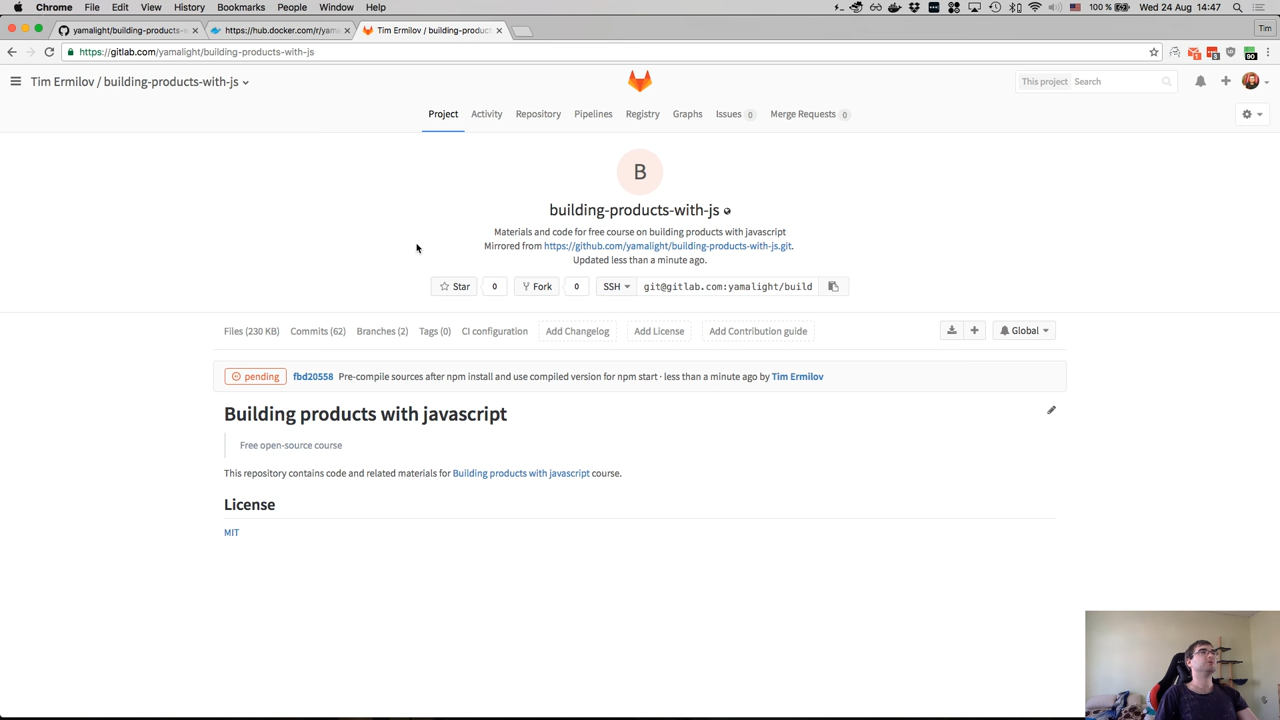 Chrome File Edit View History Bookmarks People Window Help 100 % Wed 24 Aug 14:47
yamalight/building-products-w × https://hub.docker.com/r/yam × Tim Ermilov / building-produc × Tim
https://gitlab.com/yamalight/building-products-with-js
Tim Ermilov / building-products-with-js This project Search
Project Activity Repository Pipelines Registry Graphs Issues 0 Merge Requests 0
B
building-products-with-js
Materials and code for free course on building products with javascript
Mirrored from https://github.com/yamalight/building-products-with-js.git.
Updated less than a minute ago.
Star 0 Fork 0 SSH git@gitlab.com:yamalight/build
Files (230 KB) Commits (62) Branches (2) Tags (0) CI configuration Add Changelog Add License Add Contribution guide Global
pending fbd20558 Pre-compile sources after npm install and use compiled version for npm start · less than a minute ago by Tim Ermilov
Building products with javascript
Free open-source course
This repository contains code and related materials for Building products with javascript course.
License
MIT